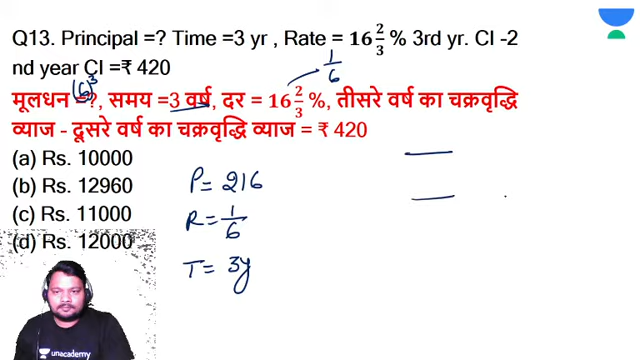 Q13. Principal =? Time =3 yr , Rate = 16 2/3 % 3rd yr. CI -2
nd year CI =₹ 420
1/6
(6)³
मूलधन =?, समय =3 वर्ष, दर = 16 2/3 %, तीसरे वर्ष का चक्रवृद्धि
व्याज - दूसरे वर्ष का चक्रवृद्धि व्याज = ₹ 420
(a) Rs. 10000
(b) Rs. 12960
(c) Rs. 11000
(d) Rs. 12000
P= 216
R= 1/6
T= 3y
unacademy